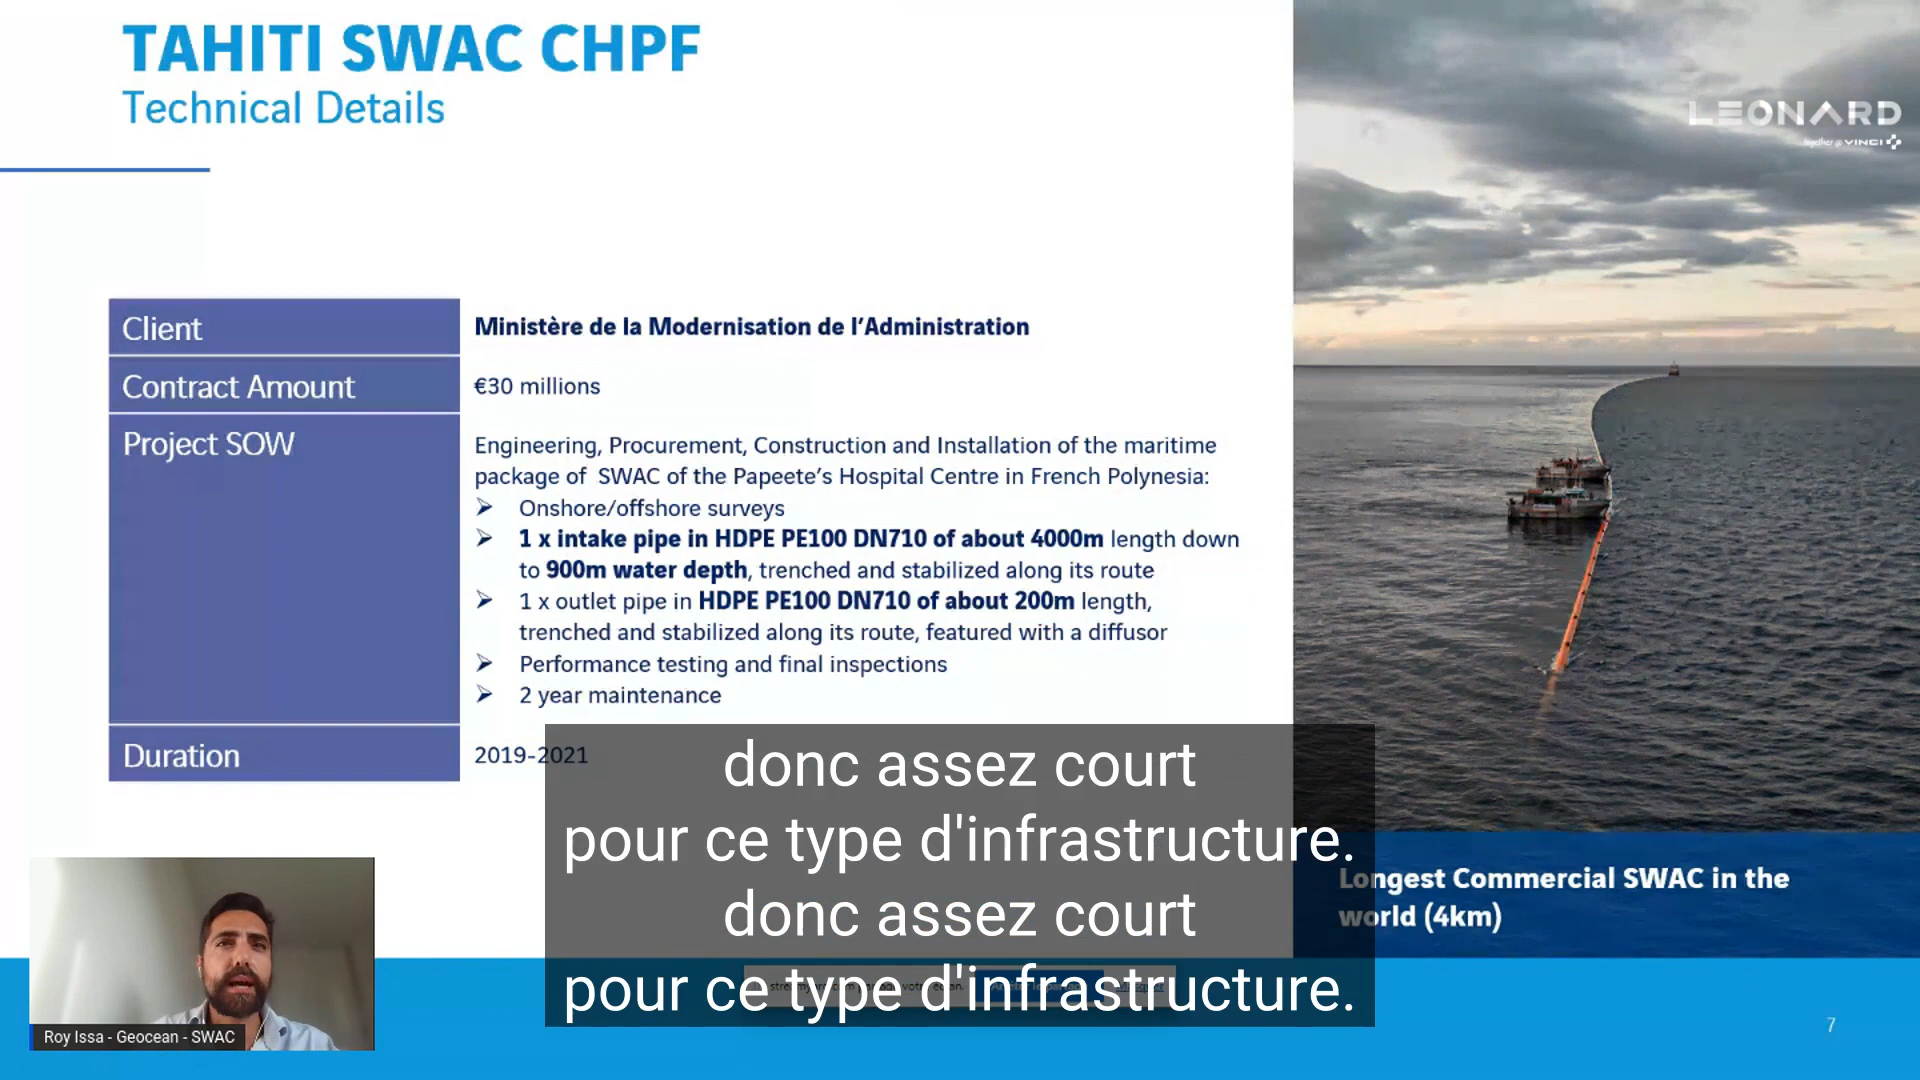 TAHITI SWAC CHPF
Technical Details
LEONARD
together @ VINCI
Client
Ministère de la Modernisation de l'Administration
Contract Amount
€30 millions
Project SOW
Engineering, Procurement, Construction and Installation of the maritime
package of SWAC of the Papeete's Hospital Centre in French Polynesia:
➢ Onshore/offshore surveys
➢ 1 x intake pipe in HDPE PE100 DN710 of about 4000m length down
to 900m water depth, trenched and stabilized along its route
➢ 1 x outlet pipe in HDPE PE100 DN710 of about 200m length,
trenched and stabilized along its route, featured with a diffusor
➢ Performance testing and final inspections
➢ 2 year maintenance
Duration
2019-2021
donc assez court
pour ce type d'infrastructure.
donc assez court
pour ce type d'infrastructure.
Longest Commercial SWAC in the
world (4km)
Roy Issa - Geocean - SWAC
7